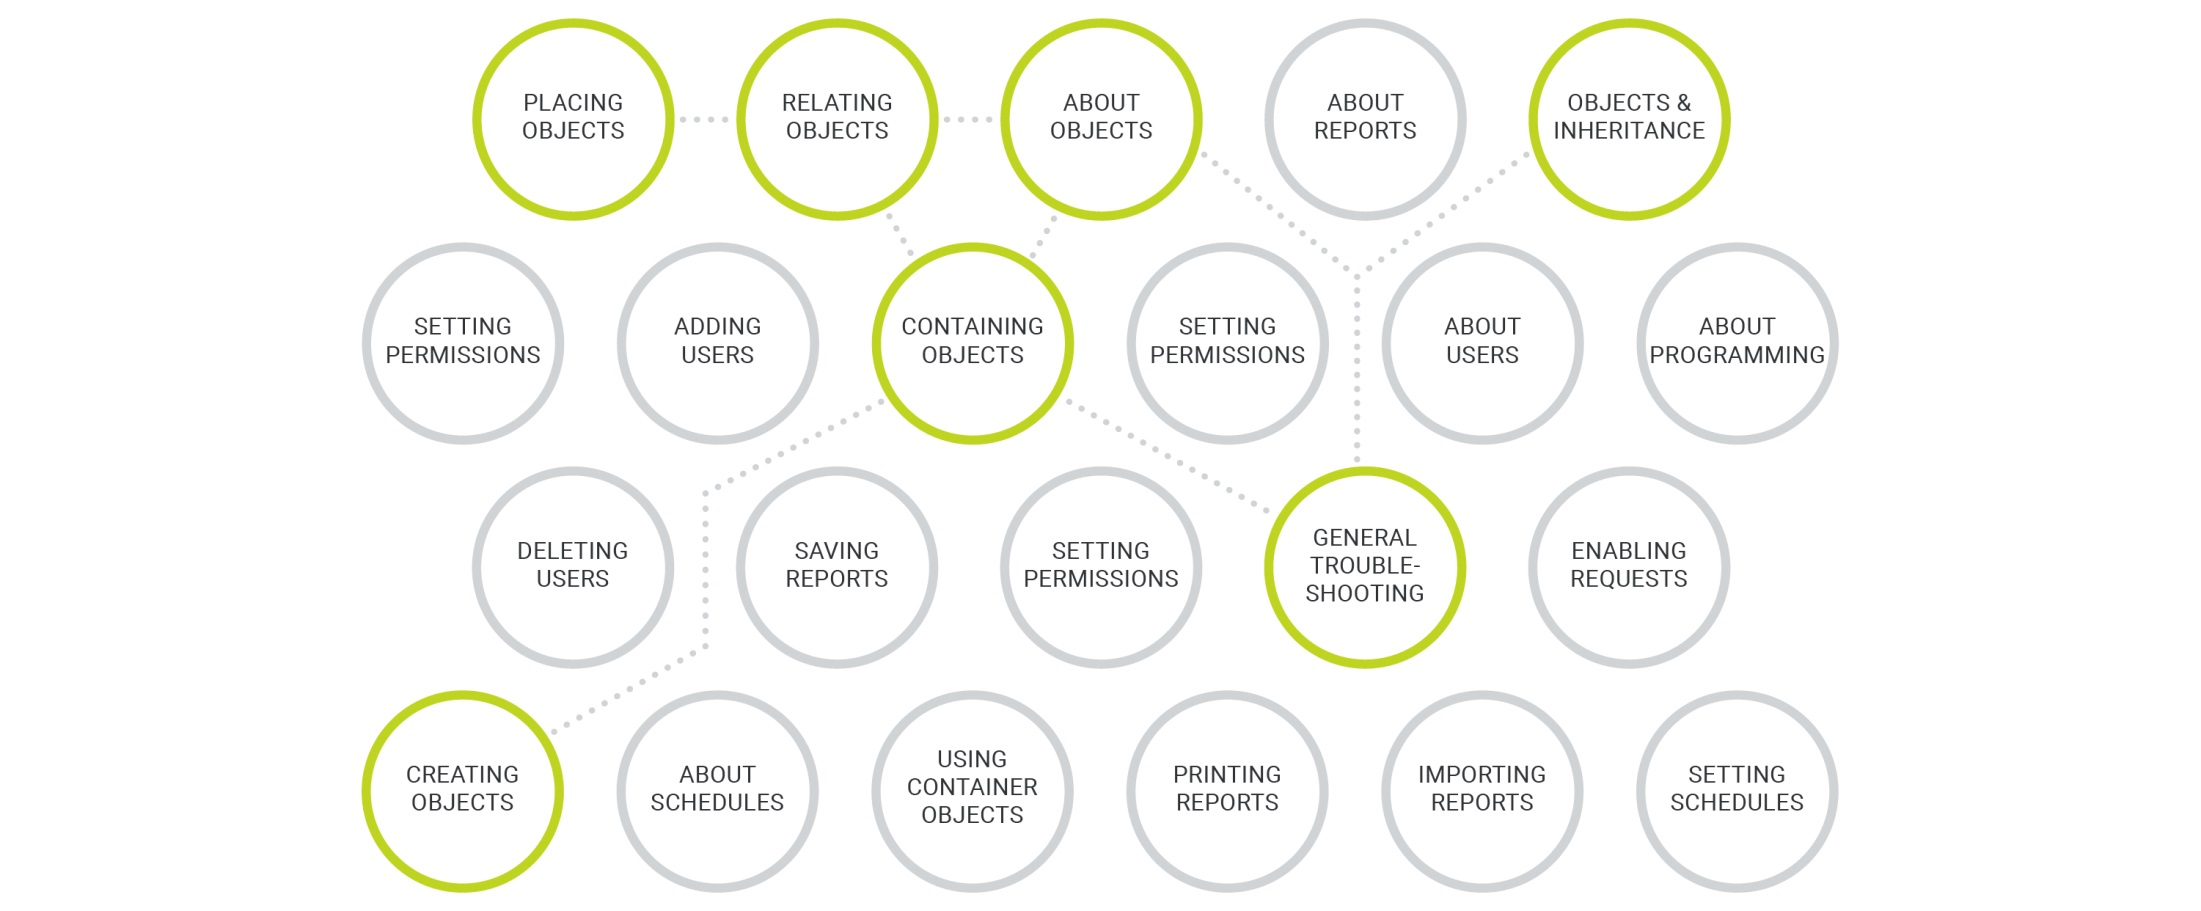 PLACING
OBJECTS
RELATING
OBJECTS
ABOUT
OBJECTS
ABOUT
REPORTS
OBJECTS &
INHERITANCE
SETTING
PERMISSIONS
ADDING
USERS
CONTAINING
OBJECTS
SETTING
PERMISSIONS
ABOUT
USERS
ABOUT
PROGRAMMING
DELETING
USERS
SAVING
REPORTS
SETTING
PERMISSIONS
GENERAL
TROUBLE-
SHOOTING
ENABLING
REQUESTS
CREATING
OBJECTS
ABOUT
SCHEDULES
USING
CONTAINER
OBJECTS
PRINTING
REPORTS
IMPORTING
REPORTS
SETTING
SCHEDULES